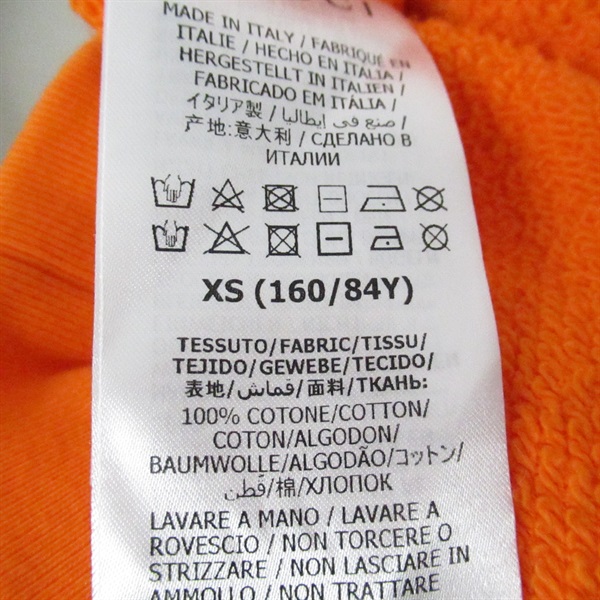 MADE IN ITALY / FABRIQUÉ EN
ITALIE / HECHO EN ITALIA /
HERGESTELLT IN ITALIEN /
FABRICADO EM ITÁLIA /
イタリア製 / صنع في إيطاليا /
产地:意大利 / СДЕЛАНО В
ИТАЛИИ
XS (160/84Y)
TESSUTO/FABRIC/TISSU/
TEJIDO/GEWEBE/TECIDO/
表地/قماش/面料/ТКАНЬ:
100% COTONE/COTTON/
COTON/ALGODON/
BAUMWOLLE/ALGODÃO/コットン/
قطن/棉/ХЛОПОК
LAVARE A MANO / LAVARE A
ROVESCIO / NON TORCERE O
STRIZZARE / NON LASCIARE IN
AMMOLLO / NON TRATTARE